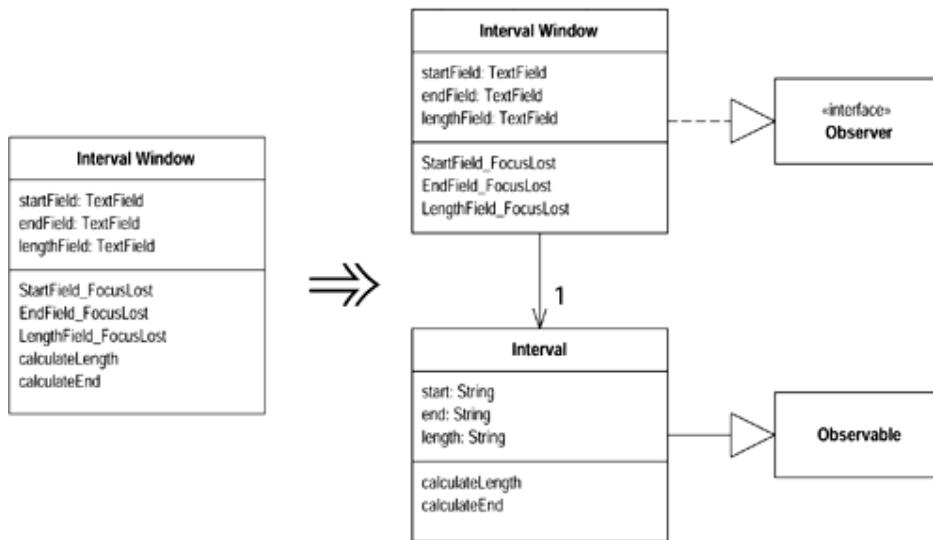 Interval Window
startField: TextField
endField: TextField
lengthField: TextField
StartField_FocusLost
EndField_FocusLost
LengthField_FocusLost
calculateLength
calculateEnd
Interval Window
startField: TextField
endField: TextField
lengthField: TextField
StartField_FocusLost
EndField_FocusLost
LengthField_FocusLost
«interface»
Observer
1
Interval
start: String
end: String
length: String
calculateLength
calculateEnd
Observable